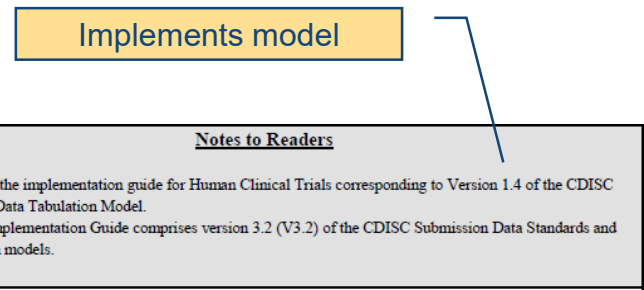 Implements model
Notes to Readers
the implementation guide for Human Clinical Trials corresponding to Version 1.4 of the CDISC
Data Tabulation Model.
Implementation Guide comprises version 3.2 (V3.2) of the CDISC Submission Data Standards and
models.